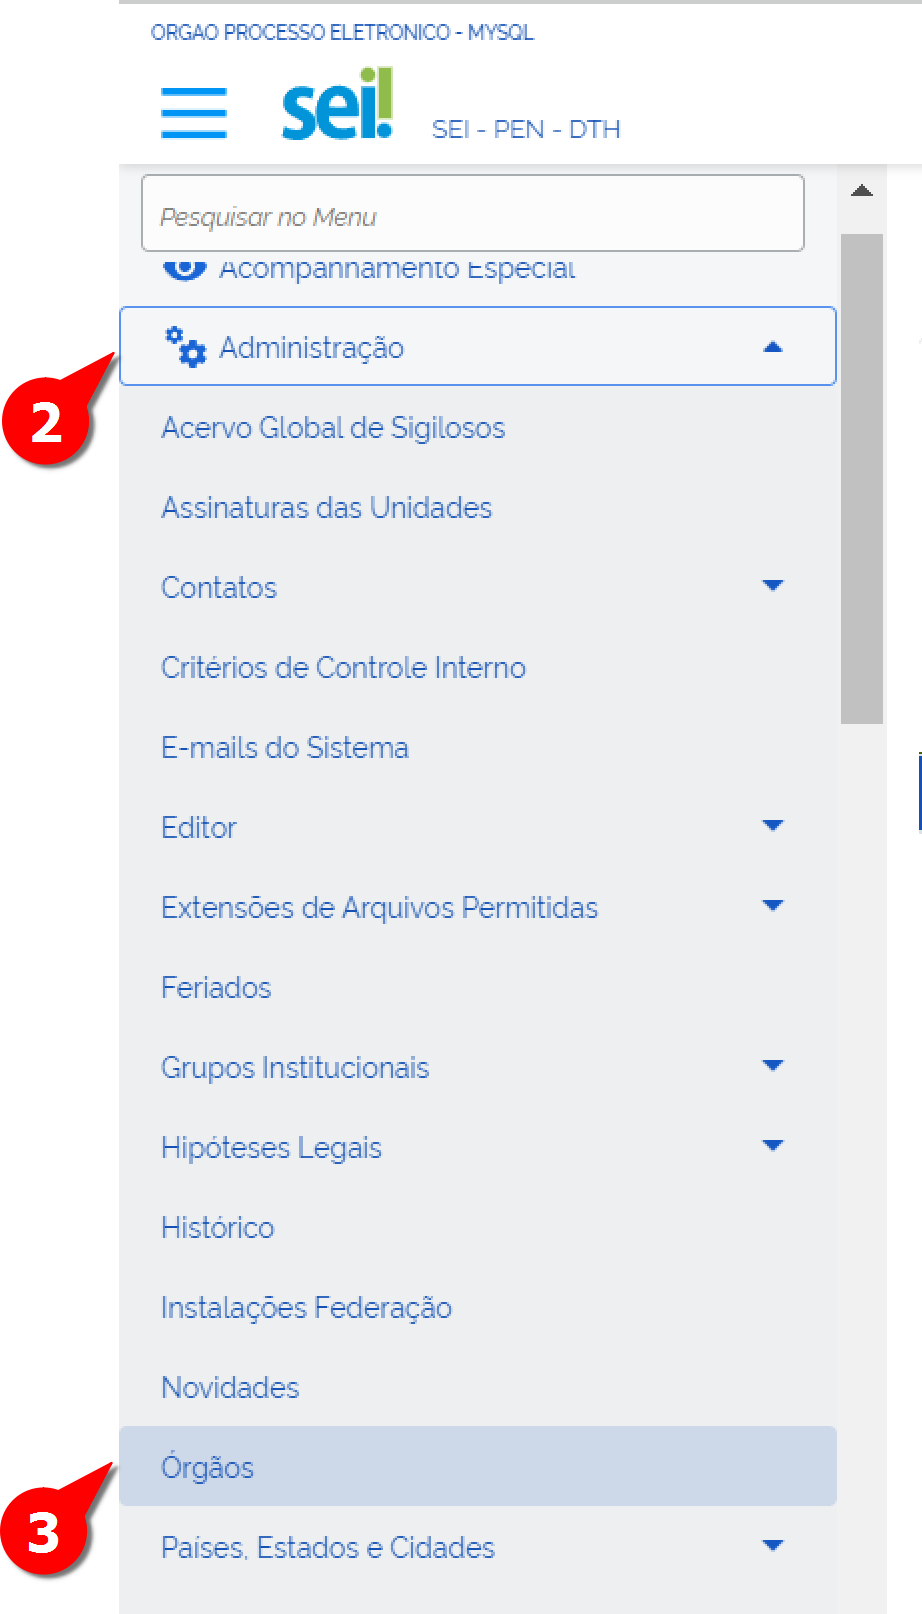 ORGAO PROCESSO ELETRONICO - MYSQL
sei!
SEI - PEN - DTH
Pesquisar no Menu
Acompanhamento Especial
Administração
2
Acervo Global de Sigilosos
Assinaturas das Unidades
Contatos
Critérios de Controle Interno
E-mails do Sistema
Editor
Extensões de Arquivos Permitidas
Feriados
Grupos Institucionais
Hipóteses Legais
Histórico
Instalações Federação
Novidades
Órgãos
3
Países, Estados e Cidades